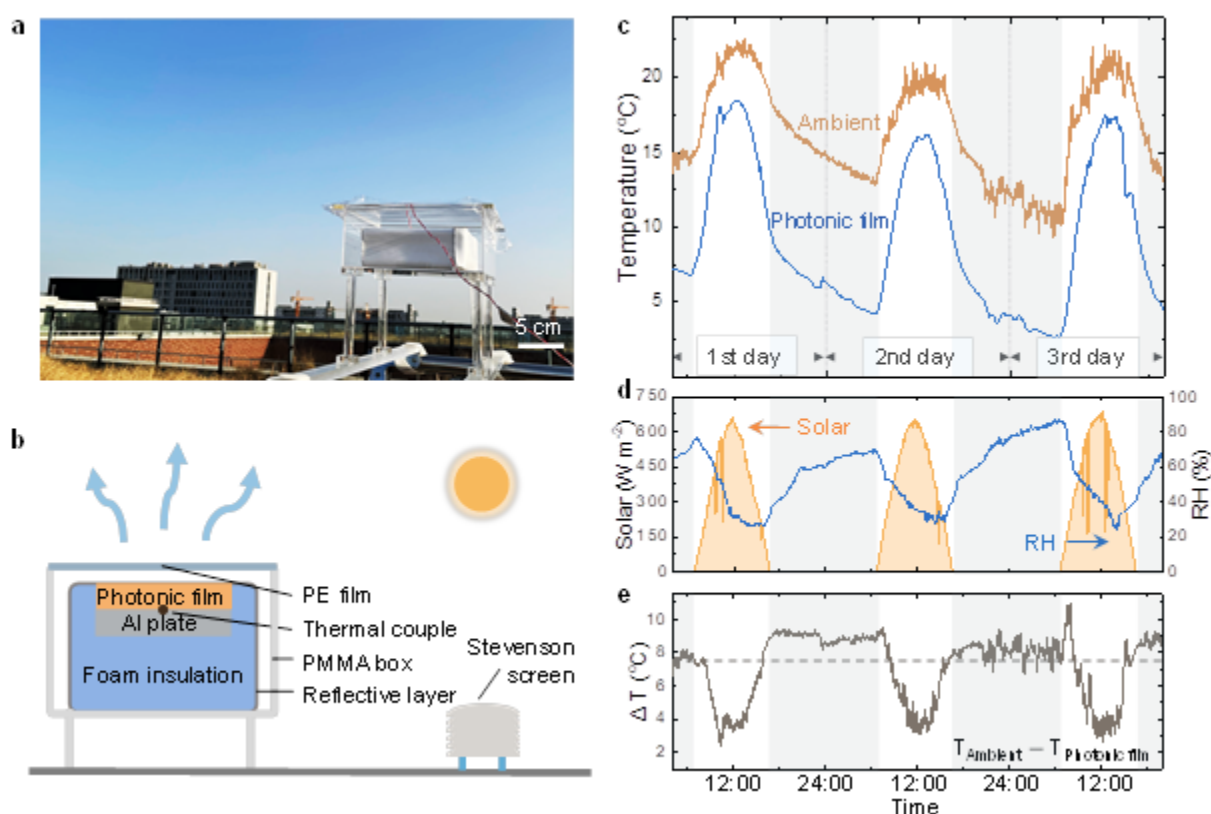 a
5 cm
b
Photonic film
Al plate
Foam insulation
PE film
Thermal couple
PMMA box
Reflective layer
Stevenson
screen
c
Temperature (°C)
20
15
10
5
Ambient
Photonic film
1st day
2nd day
3rd day
d
Solar (W m⁻²)
750
600
450
300
150
0
Solar
RH
100
80
60
40
20
0
RH (%)
e
Δ T (°C)
10
8
6
4
2
T Ambient – T Photonic film
12:00
24:00
12:00
24:00
12:00
Time